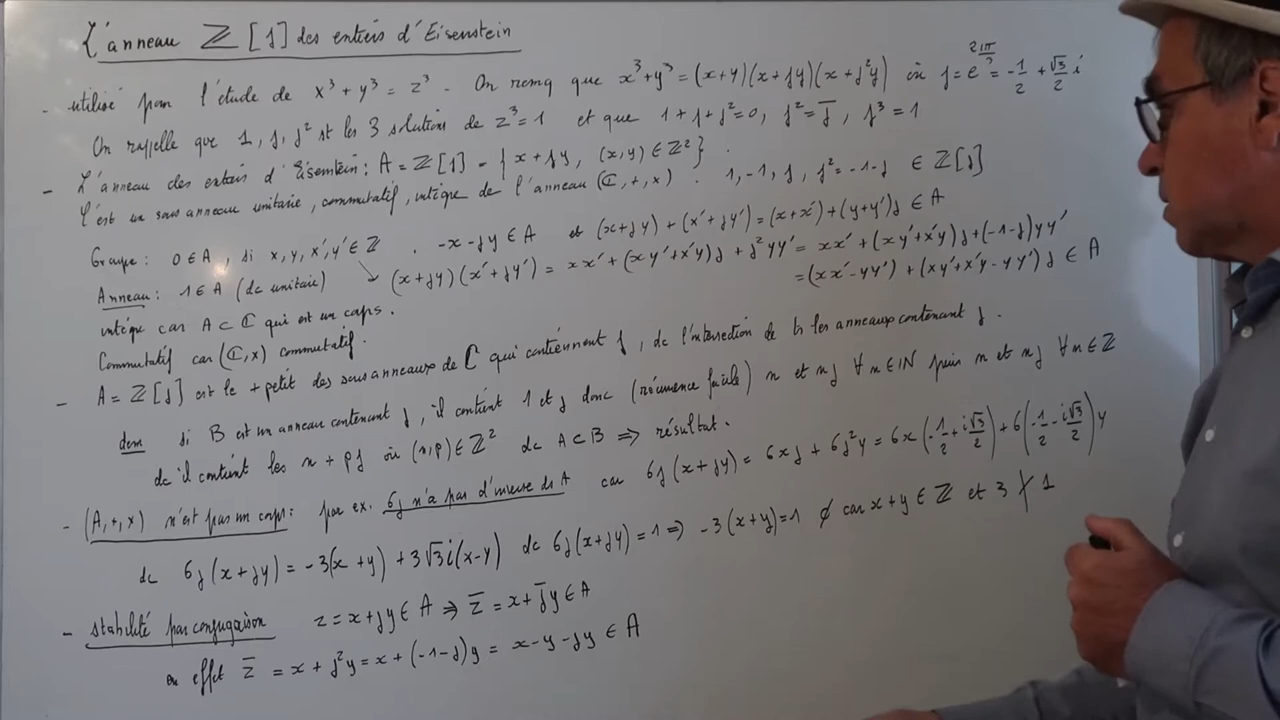 L'anneau ℤ[j] des entiers d'Eisenstein
- utilisé pour l'étude de x³+y³=z³. On remq que x³+y³=(x+y)(x+jy)(x+j²y) où j=e^{2iπ/3}=-1/2+√3/2 i
On rappelle que 1, j, j² st les 3 solutions de z³=1 et que 1+j+j²=0, j²=j̄, j³=1
- L'anneau des entiers d'Eisenstein: A=ℤ[j]={x+jy, (x,y)∈ℤ²}.
C'est un sous anneau unitaire, commutatif, intègre de l'anneau (ℂ,+,×). 1,-1, j, j²=-1-j ∈ ℤ[j]
Groupe: 0∈A, si x,y,x',y'∈ℤ . -x-jy∈A et (x+jy)+(x'+jy')=(x+x')+(y+y')j ∈ A
Anneau: 1∈A (dc unitaire) ↘ (x+jy)(x'+jy') = xx'+(xy'+x'y)j+j²yy' = xx'+(xy'+x'y)j+(-1-j)yy'
=(xx'-yy')+(xy'+x'y-yy')j ∈ A
intègre car A⊂ℂ qui est un corps.
Commutatif car (ℂ,×) commutatif.
- A=ℤ[j] est le + petit des sous anneaux de ℂ qui contiennent j, dc l'intersection de ts les anneaux contenant j.
dem si B est un anneau contenant j, il contient 1 et j donc (récurrence facile) n et nj ∀n∈ℕ puis n et nj ∀n∈ℤ
dc il contient les n+pj où (n,p)∈ℤ² dc A⊂B ⟹ résultat.
- (A,+,×) n'est pas un corps: par ex. 6j n'a pas d'inverse ds A car 6j(x+jy)=6xj+6j²y=6x(-1/2+i√3/2)+6(-1/2-i√3/2)y
dc 6j(x+jy)=-3(x+y)+3√3i(x-y) dc 6j(x+jy)=1 ⟹ -3(x+y)=1 ∅ car x+y∈ℤ et 3∤1
- stabilité par conjugaison z=x+jy∈A ⟹ z̄=x+j̄y∈A
en effet z̄ = x+j²y=x+(-1-j)y = x-y-jy ∈ A